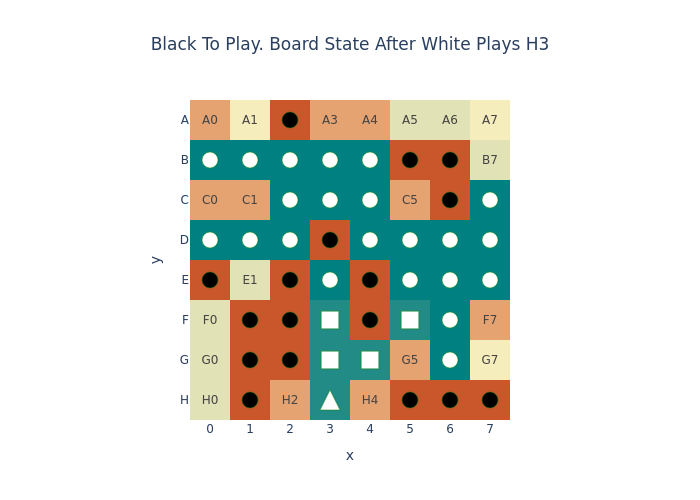 Black To Play. Board State After White Plays H3
A A0 A1 A3 A4 A5 A6 A7
B B7
C C0 C1 C5
D
E E1
F F0 F7
G G0 G5 G7
H H0 H2 H4
0 1 2 3 4 5 6 7
x
y